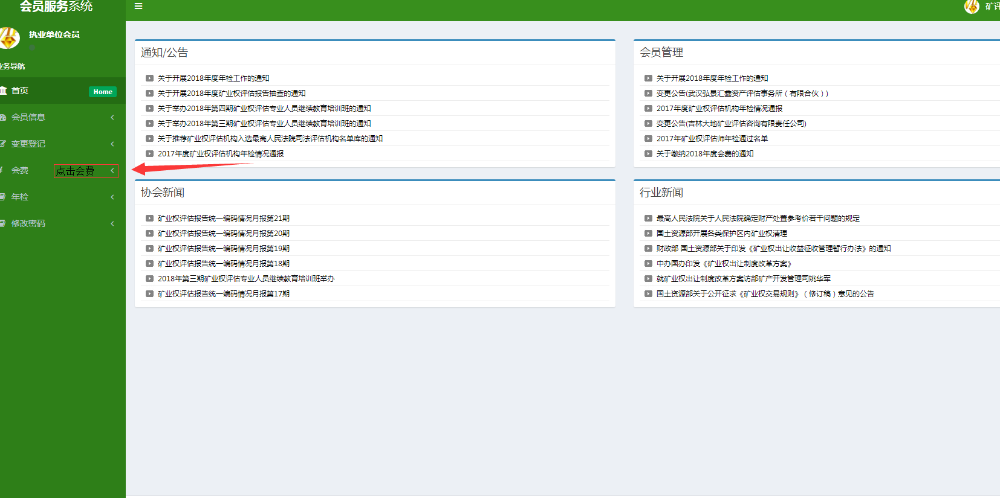 会员服务系统
矿评
执业单位会员
业务导航
首页 Home
会员信息
变更登记
会费 点击会费
年检
修改密码
通知/公告
关于开展2018年度年检工作的通知
关于开展2018年度矿业权评估报告抽查的通知
关于举办2018年第四期矿业权评估专业人员继续教育培训班的通知
关于举办2018年第三期矿业权评估专业人员继续教育培训班的通知
关于推荐矿业权评估机构入选最高人民法院司法评估机构名单库的通知
2017年度矿业权评估机构年检情况通报
会员管理
关于开展2018年度年检工作的通知
变更公告(武汉弘景汇鑫资产评估事务所（有限合伙）)
2017年度矿业权评估机构年检情况通报
变更公告(吉林大地矿业评估咨询有限责任公司)
2017年矿业权评估师年检通过名单
关于缴纳2018年度会费的通知
协会新闻
矿业权评估报告统一编码情况月报第21期
矿业权评估报告统一编码情况月报第20期
矿业权评估报告统一编码情况月报第19期
矿业权评估报告统一编码情况月报第18期
2018年第三期矿业权评估专业人员继续教育培训班举办
矿业权评估报告统一编码情况月报第17期
行业新闻
最高人民法院关于人民法院确定财产处置参考价若干问题的规定
国土资源部开展各类保护区内矿业权清理
财政部 国土资源部关于印发《矿业权出让收益征收管理暂行办法》的通知
中办国办印发《矿业权出让制度改革方案》
就矿业权出让制度改革方案访部矿产开发管理司姚华军
国土资源部关于公开征求《矿业权交易规则》（修订稿）意见的公告